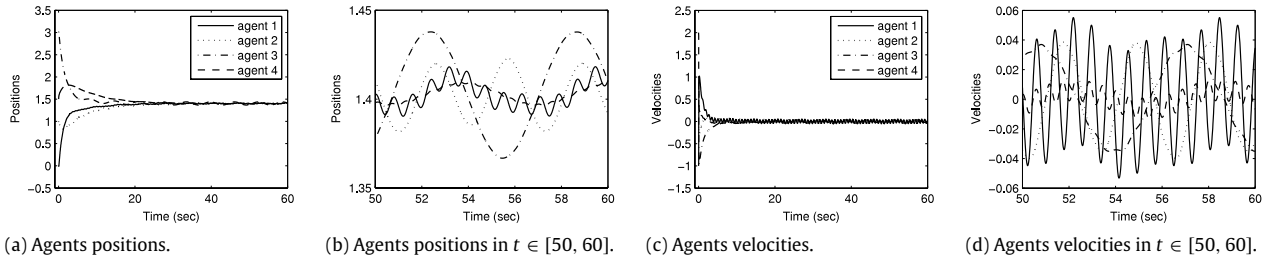 3.5
3
2.5
2
1.5
1
0.5
0
−0.5
0 20 40 60
Time (sec)
Positions
agent 1
agent 2
agent 3
agent 4
(a) Agents positions.
1.45
1.4
1.35
50 52 54 56 58 60
Time (sec)
Positions
(b) Agents positions in t ∈ [50, 60].
2.5
2
1.5
1
0.5
0
−0.5
−1
−1.5
0 20 40 60
Time (sec)
Velocities
agent 1
agent 2
agent 3
agent 4
(c) Agents velocities.
0.06
0.04
0.02
0
−0.02
−0.04
−0.06
50 52 54 56 58 60
Time (sec)
Velocities
(d) Agents velocities in t ∈ [50, 60].